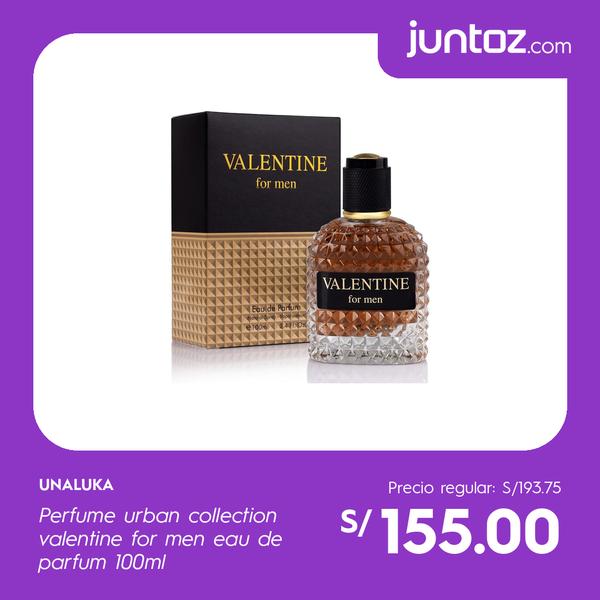 juntoz.com
VALENTINE
for men
Eau de Parfum
VALENTINE
for men
UNALUKA
Perfume urban collection
valentine for men eau de
parfum 100ml
Precio regular: S/193.75
S/155.00